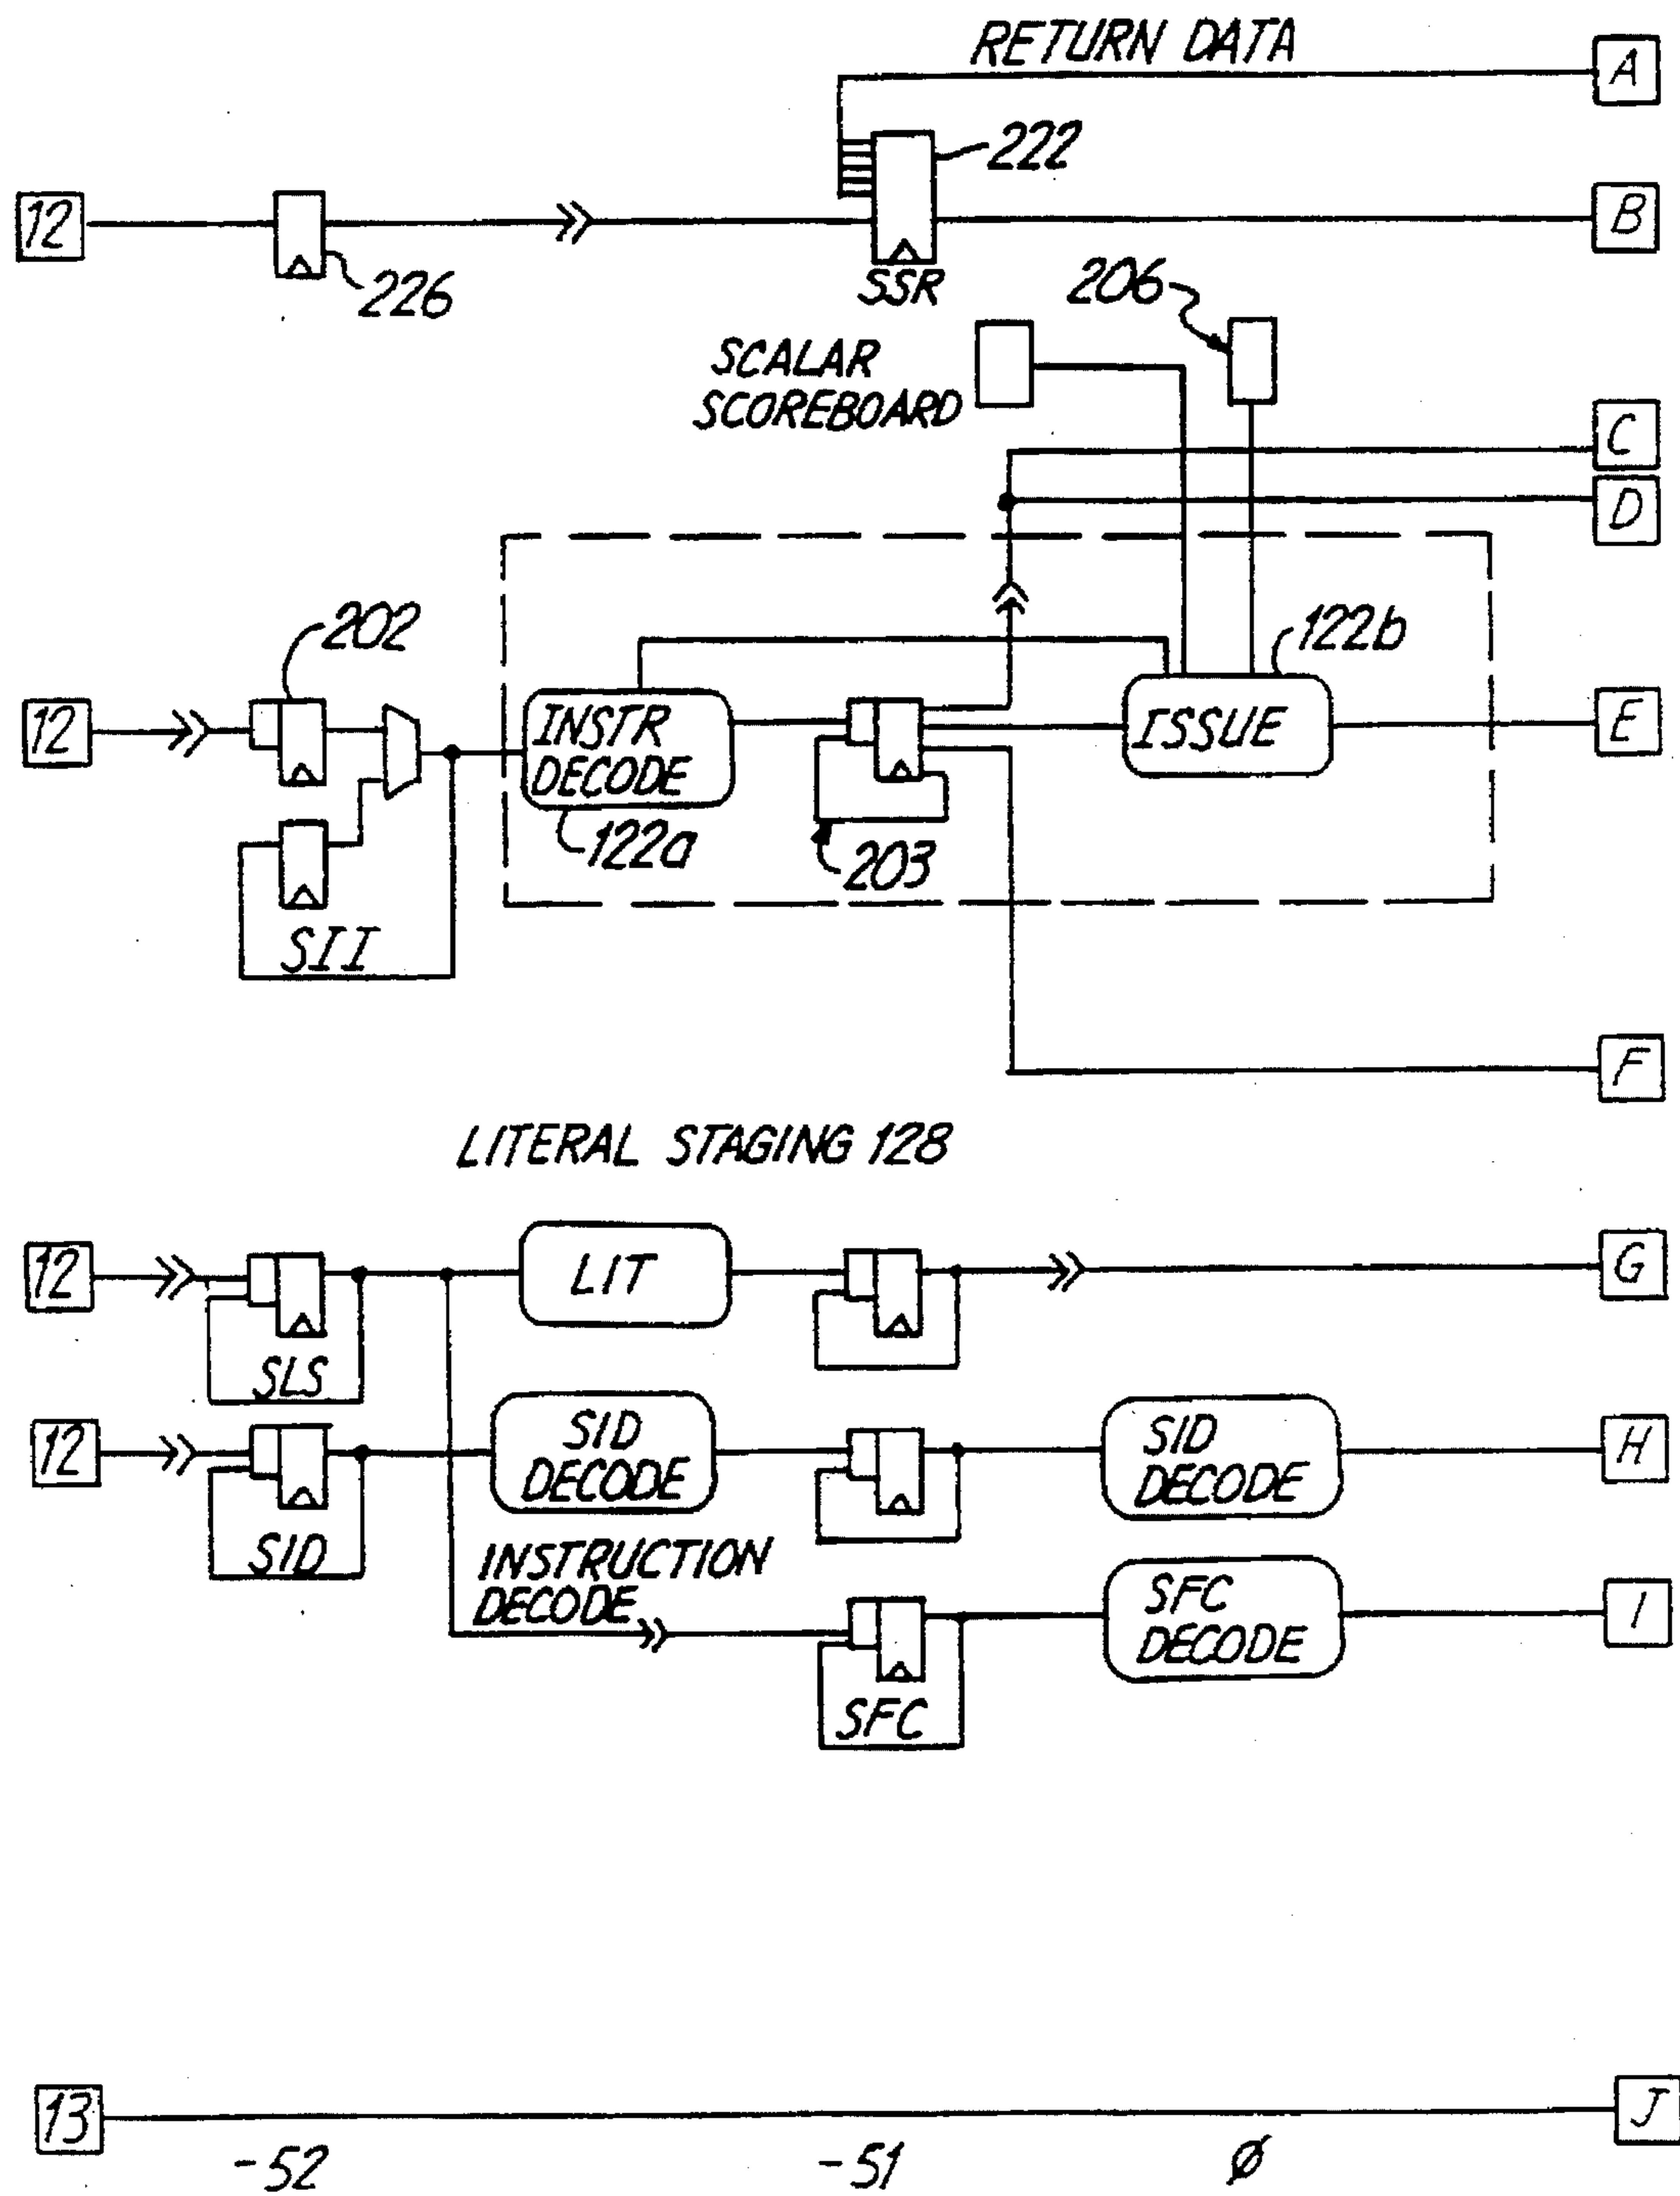 RETURN DATA
A
222
12
B
226
SSR
206
SCALAR
SCOREBOARD
C
D
202
122b
12
INSTR
DECODE
ISSUE
E
122a
203
SII
F
LITERAL STAGING 128
12
LIT
G
SLS
12
SID
DECODE
SID
DECODE
H
SID
INSTRUCTION
DECODE
SFC
DECODE
I
SFC
13
J
-52
-51
Ø